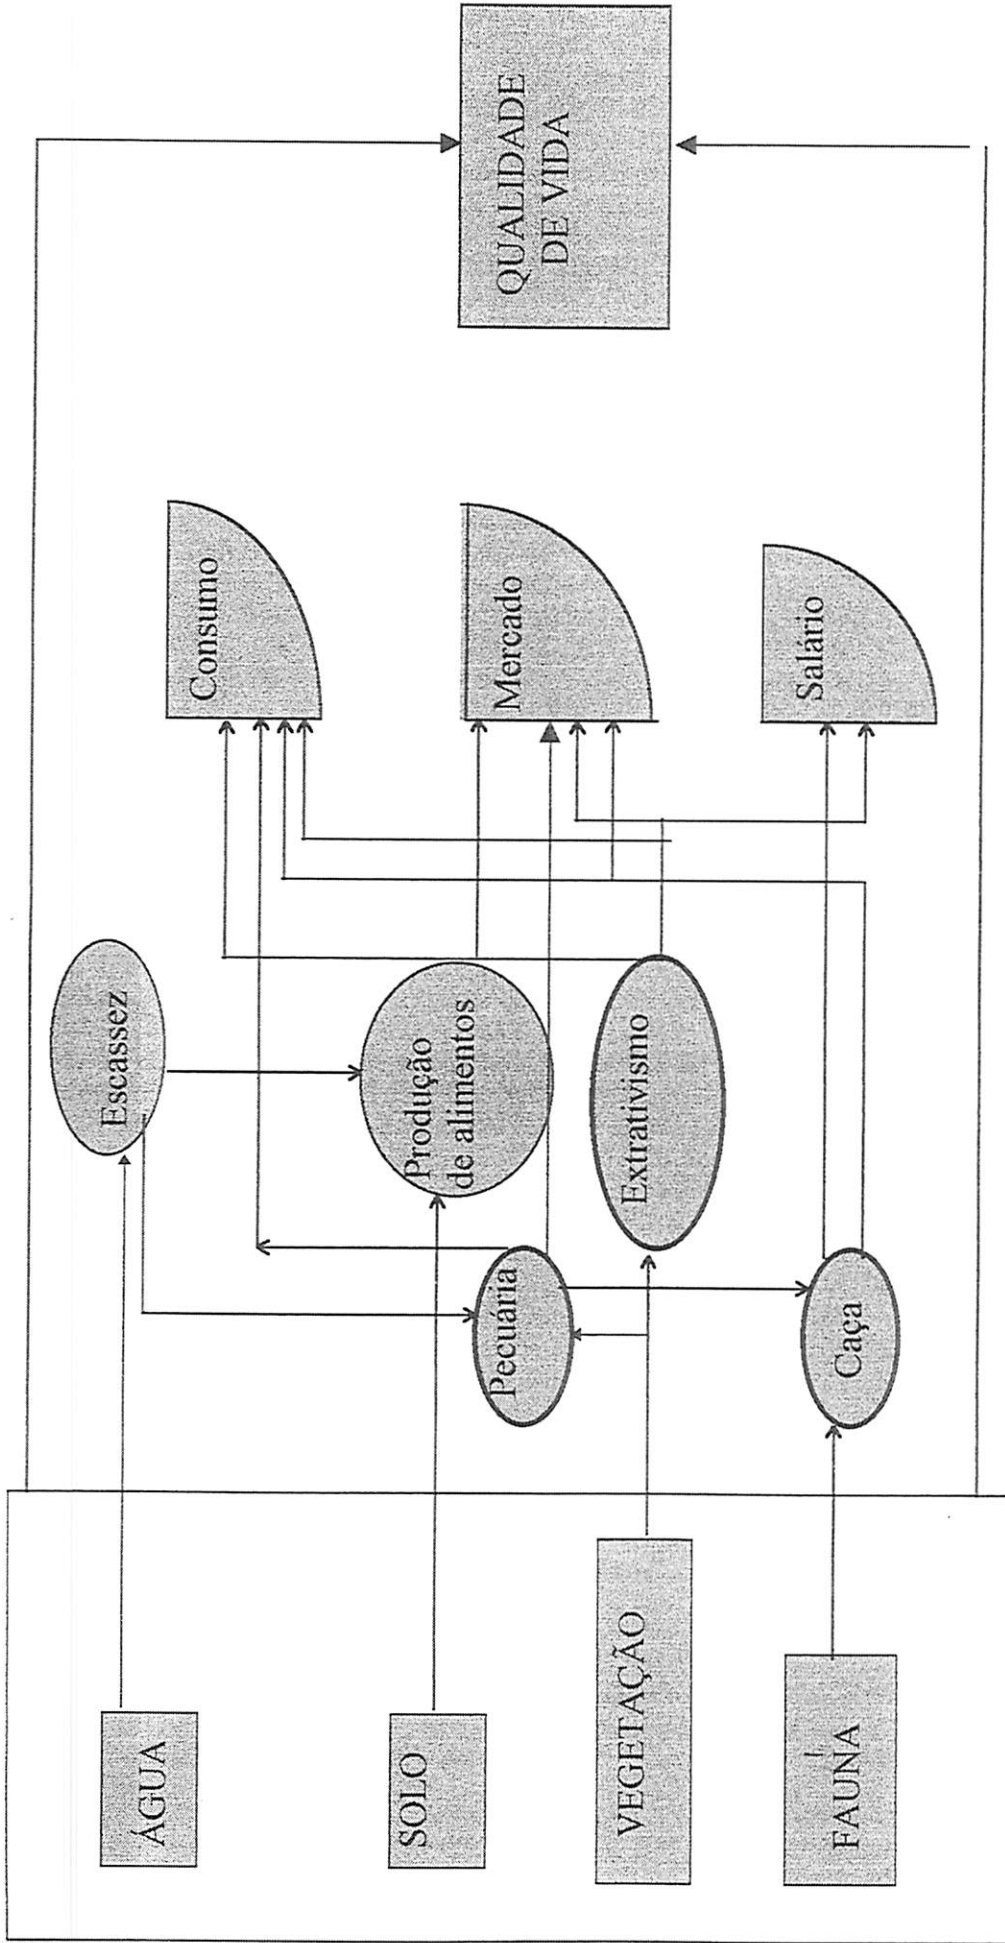 ÁGUA
SOLO
VEGETAÇÃO
FAUNA
Escassez
Produção
de alimentos
Pecuária
Extrativismo
Caça
Consumo
Mercado
Salário
QUALIDADE
DE VIDA